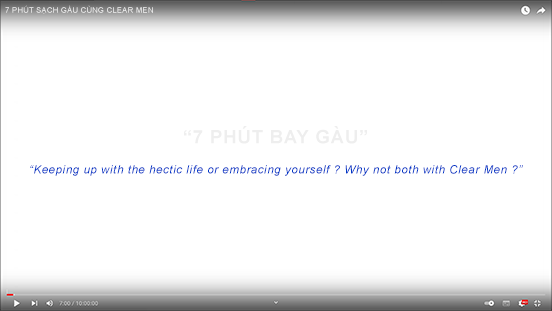 7 PHÚT SẠCH GÀU CÙNG CLEAR MEN
“7 PHÚT BAY GÀU”
“Keeping up with the hectic life or embracing yourself ? Why not both with Clear Men ?”
7:00 / 10:00:00